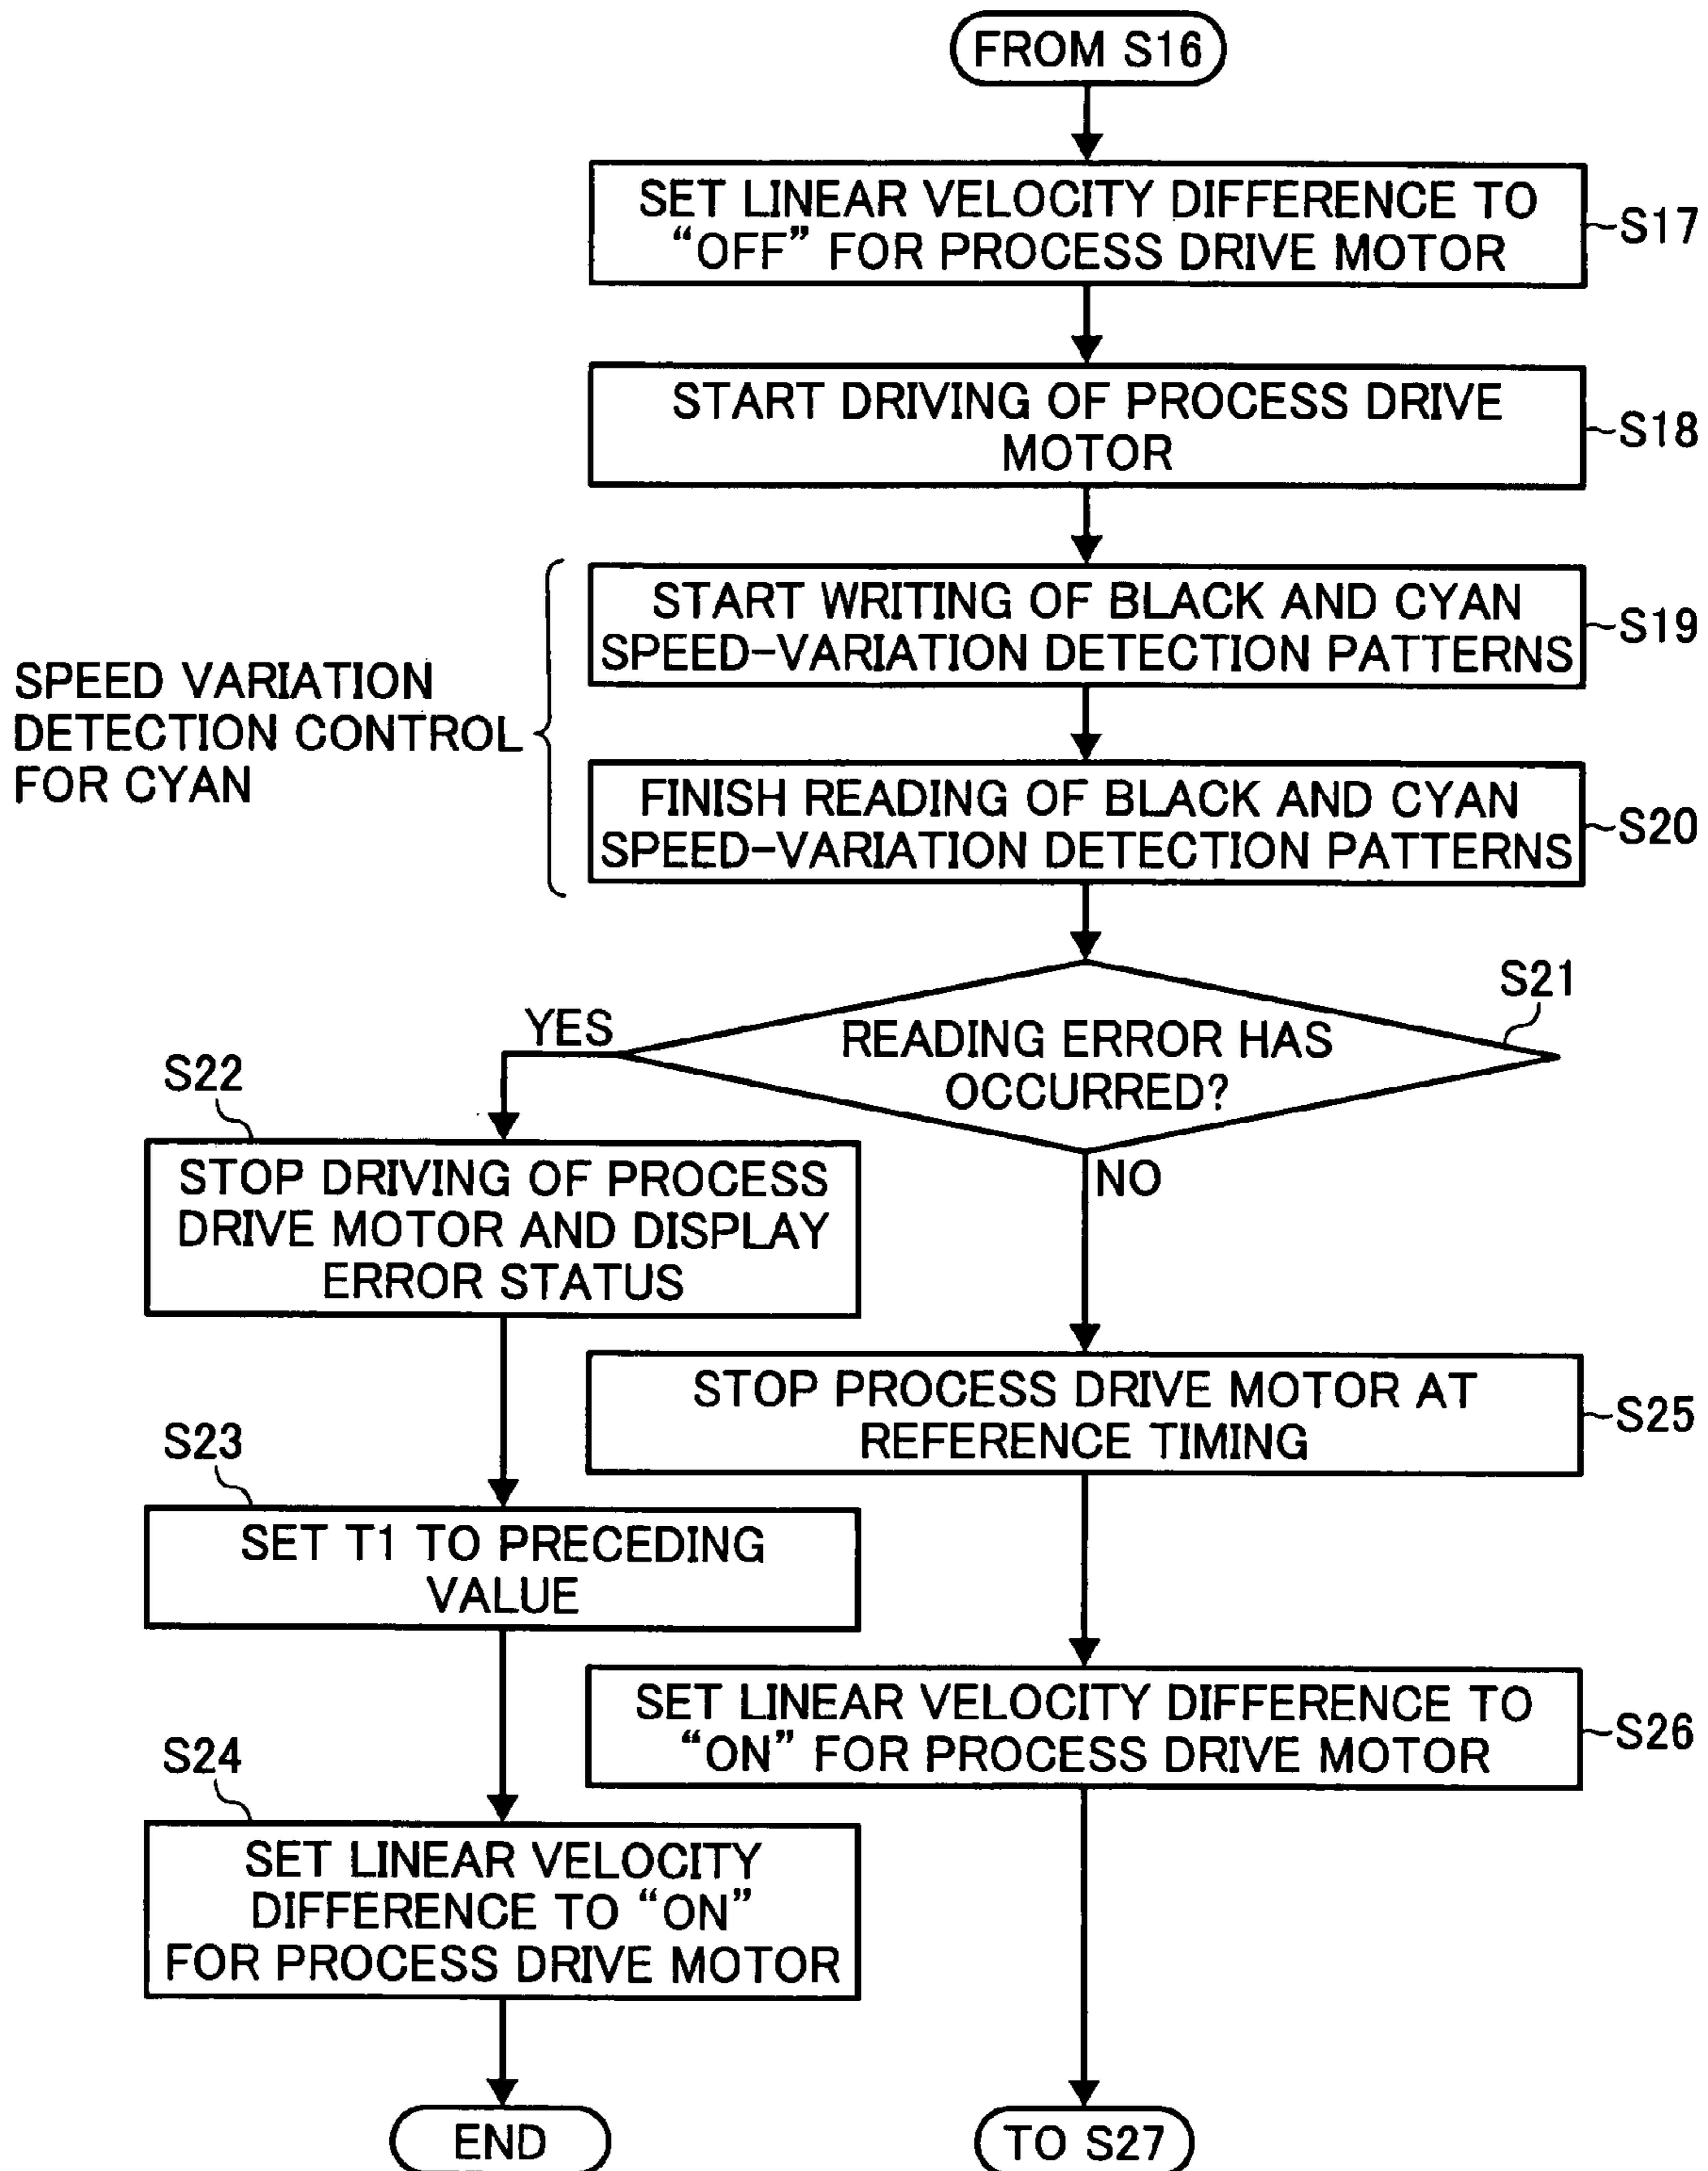 FROM S16
SET LINEAR VELOCITY DIFFERENCE TO
“OFF” FOR PROCESS DRIVE MOTOR
S17
START DRIVING OF PROCESS DRIVE
MOTOR
S18
SPEED VARIATION
DETECTION CONTROL
FOR CYAN
START WRITING OF BLACK AND CYAN
SPEED-VARIATION DETECTION PATTERNS
S19
FINISH READING OF BLACK AND CYAN
SPEED-VARIATION DETECTION PATTERNS
S20
READING ERROR HAS
OCCURRED?
S21
YES
NO
S22
STOP DRIVING OF PROCESS
DRIVE MOTOR AND DISPLAY
ERROR STATUS
S23
SET T1 TO PRECEDING
VALUE
S24
SET LINEAR VELOCITY
DIFFERENCE TO “ON”
FOR PROCESS DRIVE MOTOR
END
STOP PROCESS DRIVE MOTOR AT
REFERENCE TIMING
S25
SET LINEAR VELOCITY DIFFERENCE TO
“ON” FOR PROCESS DRIVE MOTOR
S26
TO S27